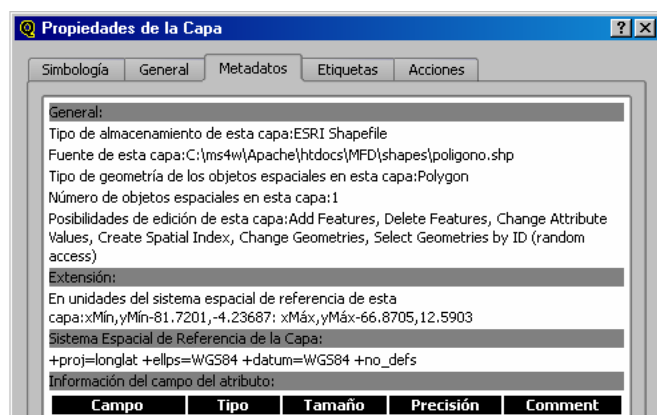 Propiedades de la Capa
Simbología General Metadatos Etiquetas Acciones
General:
Tipo de almacenamiento de esta capa:ESRI Shapefile
Fuente de esta capa:C:\ms4w\Apache\htdocs\MFD\shapes\poligono.shp
Tipo de geometría de los objetos espaciales en esta capa:Polygon
Número de objetos espaciales en esta capa:1
Posibilidades de edición de esta capa:Add Features, Delete Features, Change Attribute
Values, Create Spatial Index, Change Geometries, Select Geometries by ID (random
access)
Extensión:
En unidades del sistema espacial de referencia de esta
capa:xMín,yMín-81.7201,-4.23687: xMáx,yMáx-66.8705,12.5903
Sistema Espacial de Referencia de la Capa:
+proj=longlat +ellps=WGS84 +datum=WGS84 +no_defs
Información del campo del atributo:
Campo Tipo Tamaño Precisión Comment